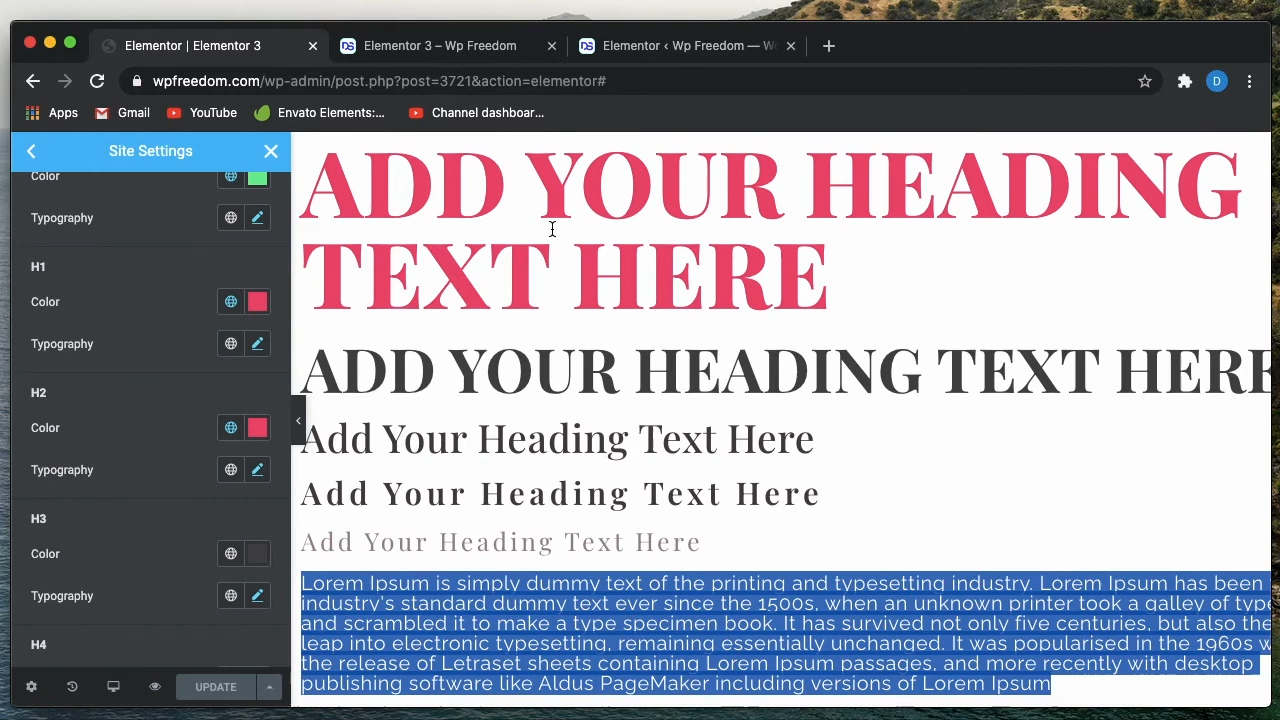 Elementor | Elementor 3
Elementor 3 – Wp Freedom
Elementor ‹ Wp Freedom — Wo
wpfreedom.com/wp-admin/post.php?post=3721&action=elementor#
D
Apps
Gmail
YouTube
Envato Elements:...
Channel dashboar...
Site Settings
Color
Typography
H1
Color
Typography
H2
Color
Typography
H3
Color
Typography
H4
UPDATE
ADD YOUR HEADING
TEXT HERE
ADD YOUR HEADING TEXT HERE
Add Your Heading Text Here
Add Your Heading Text Here
Add Your Heading Text Here
Lorem Ipsum is simply dummy text of the printing and typesetting industry. Lorem Ipsum has been
industry's standard dummy text ever since the 1500s, when an unknown printer took a galley of type
and scrambled it to make a type specimen book. It has survived not only five centuries, but also the
leap into electronic typesetting, remaining essentially unchanged. It was popularised in the 1960s w
the release of Letraset sheets containing Lorem Ipsum passages, and more recently with desktop
publishing software like Aldus PageMaker including versions of Lorem Ipsum